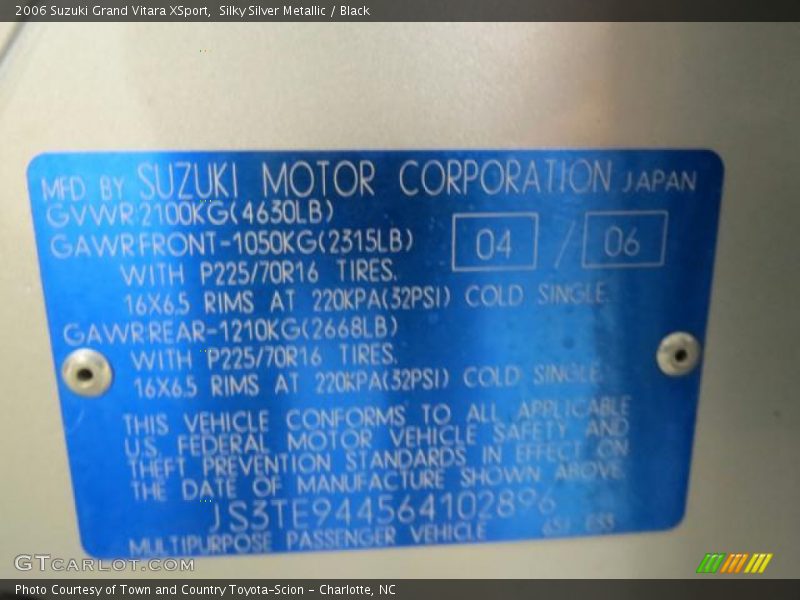 2006 Suzuki Grand Vitara XSport, Silky Silver Metallic / Black
MFD BY SUZUKI MOTOR CORPORATION JAPAN
GVWR 2100KG(4630LB)
GAWR FRONT-1050KG(2315LB)
04 / 06
WITH P225/70R16 TIRES.
16X6.5 RIMS AT 220KPA(32PSI) COLD SINGLE.
GAWR REAR-1210KG(2668LB)
WITH P225/70R16 TIRES.
16X6.5 RIMS AT 220KPA(32PSI) COLD SINGLE.
THIS VEHICLE CONFORMS TO ALL APPLICABLE
U.S. FEDERAL MOTOR VEHICLE SAFETY AND
THEFT PREVENTION STANDARDS IN EFFECT ON
THE DATE OF MANUFACTURE SHOWN ABOVE.
JS3TE944564102896
MULTIPURPOSE PASSENGER VEHICLE
GTCARLOT.COM
Photo Courtesy of Town and Country Toyota-Scion - Charlotte, NC